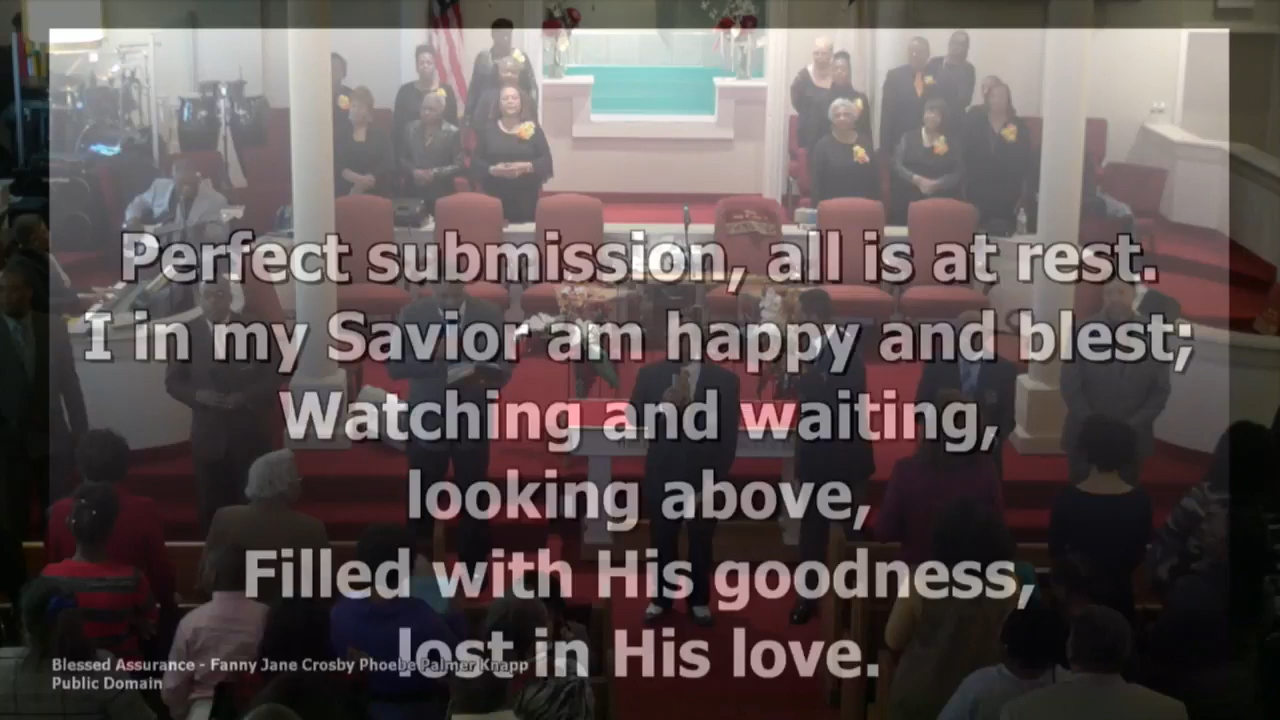 Perfect submission, all is at rest.
I in my Savior am happy and blest;
Watching and waiting,
looking above,
Filled with His goodness,
lost in His love.
Blessed Assurance - Fanny Jane Crosby Phoebe Palmer Knapp
Public Domain